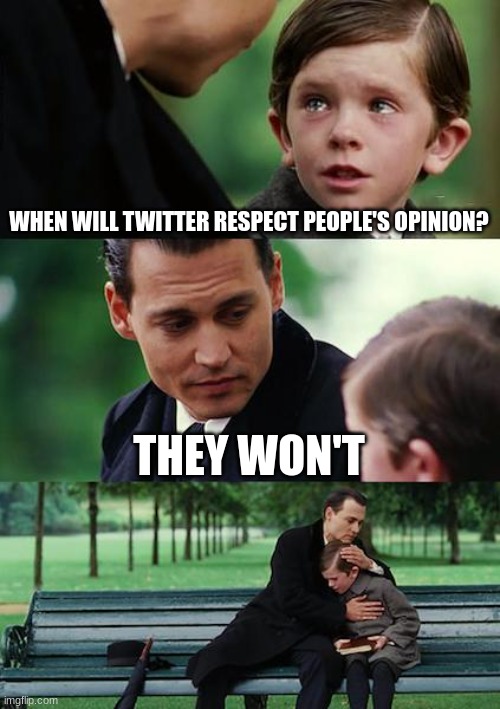 WHEN WILL TWITTER RESPECT PEOPLE'S OPINION?
THEY WON'T
imgflip.com